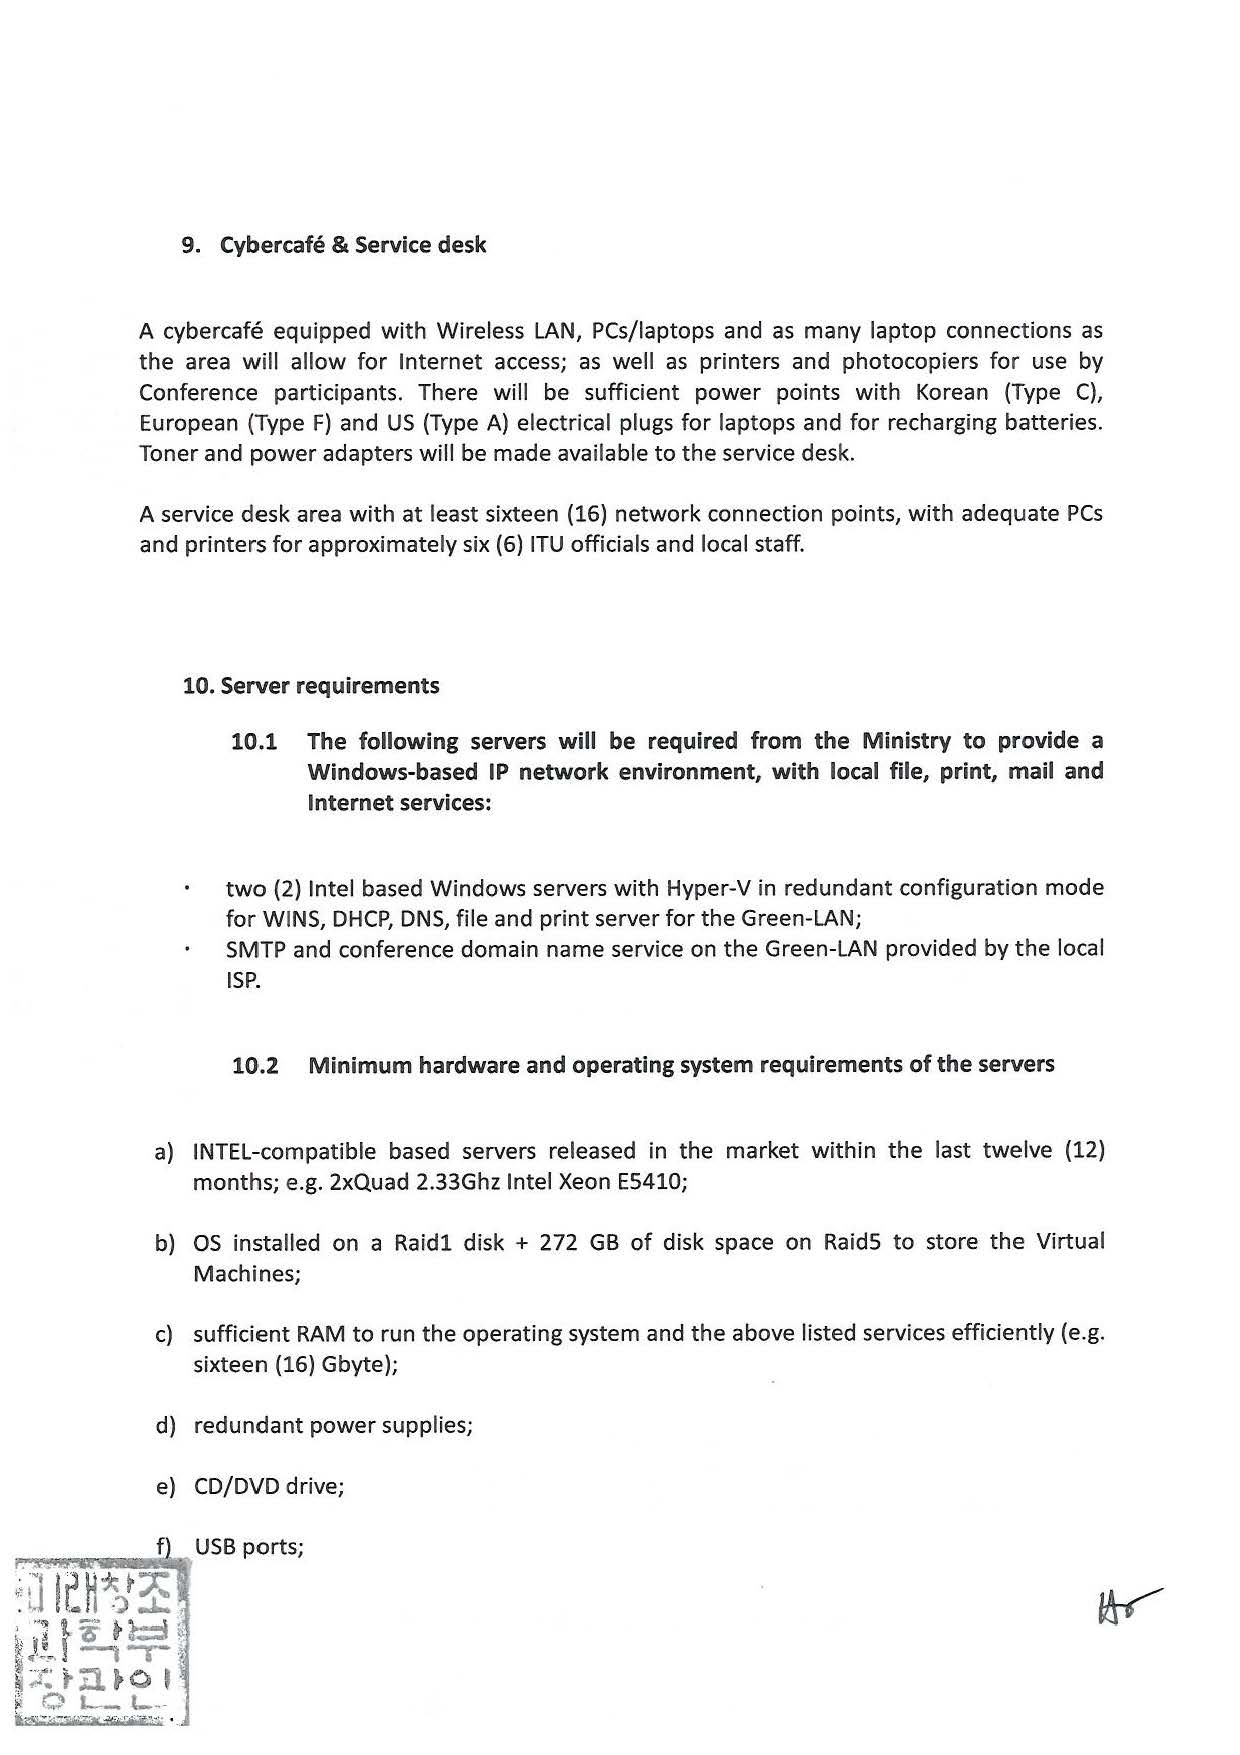 9. Cybercafé & Service desk
A cybercafé equipped with Wireless LAN, PCs/laptops and as many laptop connections as
the area will allow for Internet access; as well as printers and photocopiers for use by
Conference participants. There will be sufficient power points with Korean (Type C),
European (Type F) and US (Type A) electrical plugs for laptops and for recharging batteries.
Toner and power adapters will be made available to the service desk.
A service desk area with at least sixteen (16) network connection points, with adequate PCs
and printers for approximately six (6) ITU officials and local staff.
10. Server requirements
10.1 The following servers will be required from the Ministry to provide a
Windows-based IP network environment, with local file, print, mail and
Internet services:
· two (2) Intel based Windows servers with Hyper-V in redundant configuration mode
for WINS, DHCP, DNS, file and print server for the Green-LAN;
· SMTP and conference domain name service on the Green-LAN provided by the local
ISP.
10.2 Minimum hardware and operating system requirements of the servers
a) INTEL-compatible based servers released in the market within the last twelve (12)
months; e.g. 2xQuad 2.33Ghz Intel Xeon E5410;
b) OS installed on a Raid1 disk + 272 GB of disk space on Raid5 to store the Virtual
Machines;
c) sufficient RAM to run the operating system and the above listed services efficiently (e.g.
sixteen (16) Gbyte);
d) redundant power supplies;
e) CD/DVD drive;
f) USB ports;
미래창조
과학부
장관인